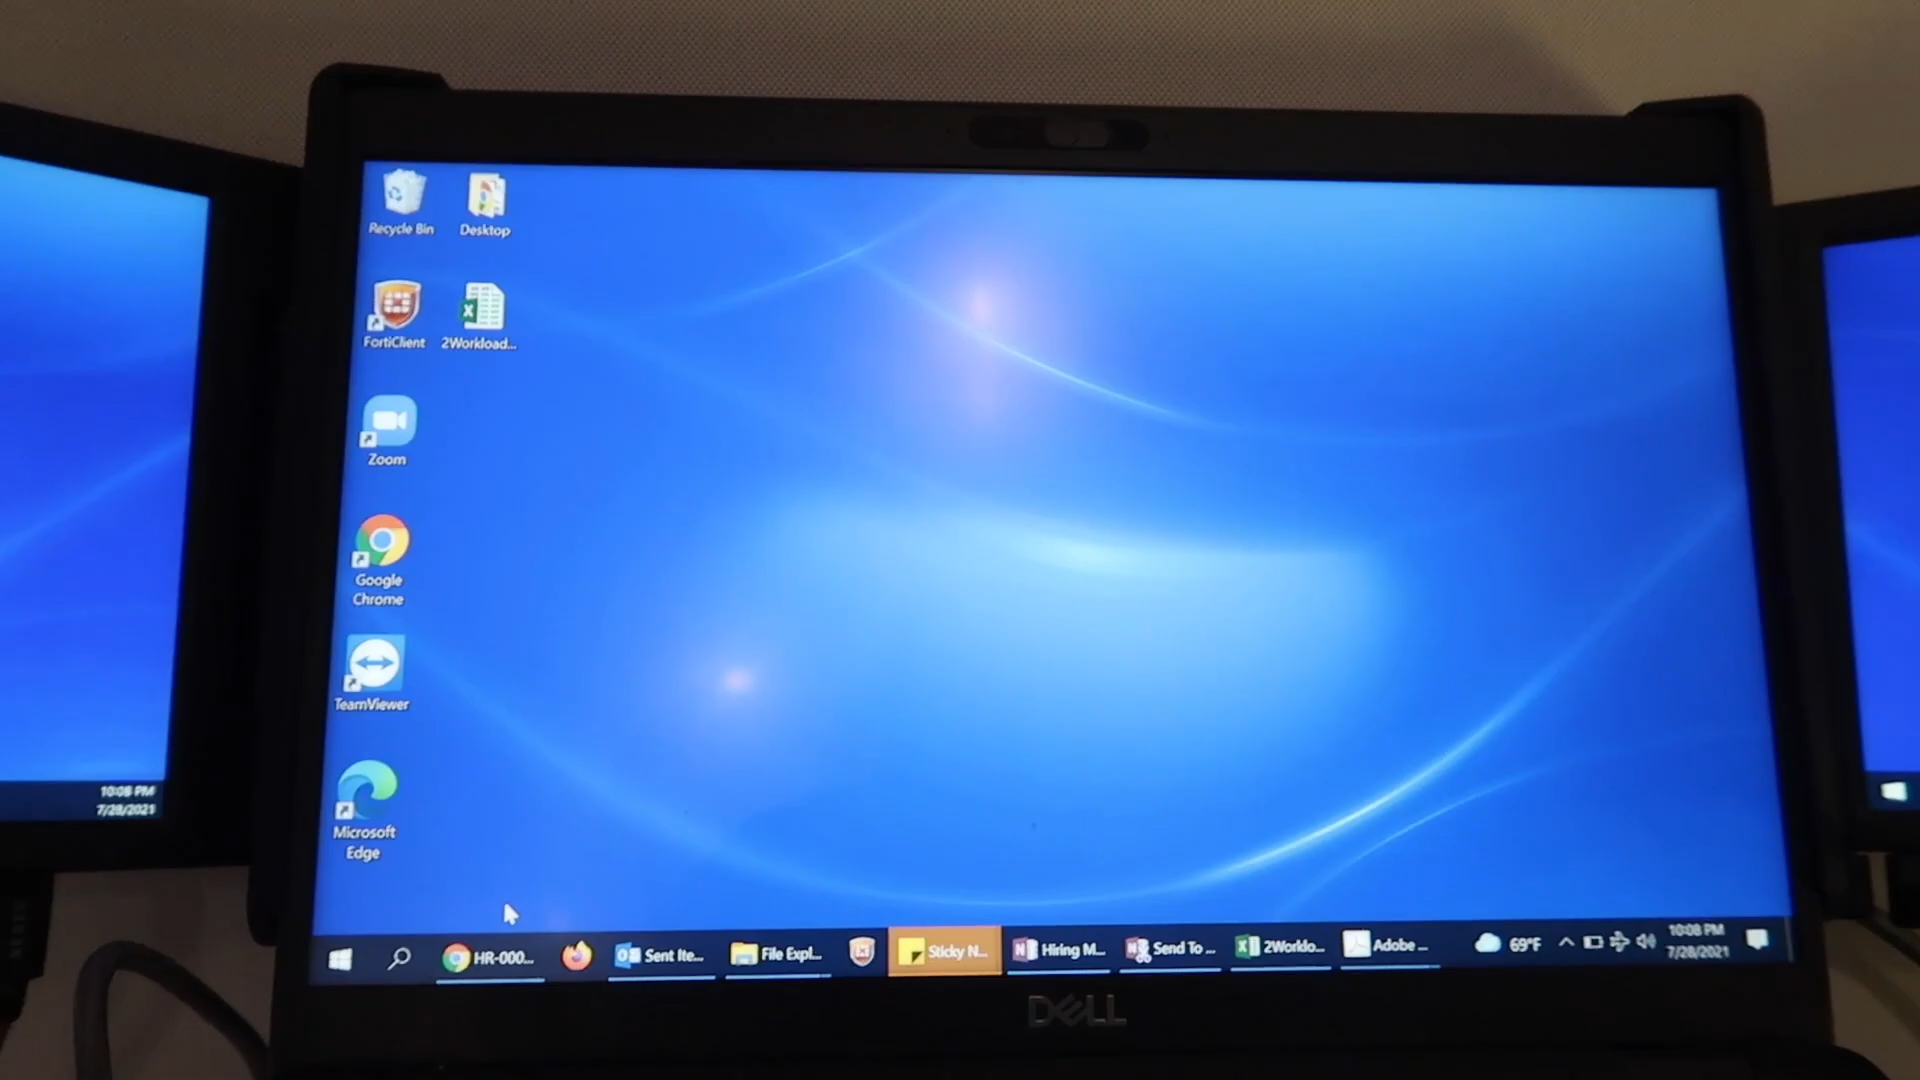 Recycle Bin
Desktop
FortiClient
2Workload...
Zoom
Google
Chrome
TeamViewer
Microsoft
Edge
10:08 PM
7/28/2021
HR-000...
Sent Ite...
File Expl...
Sticky N...
Hiring M...
Send To ...
2Worklo...
Adobe ...
69°F
10:08 PM
7/28/2021
DELL